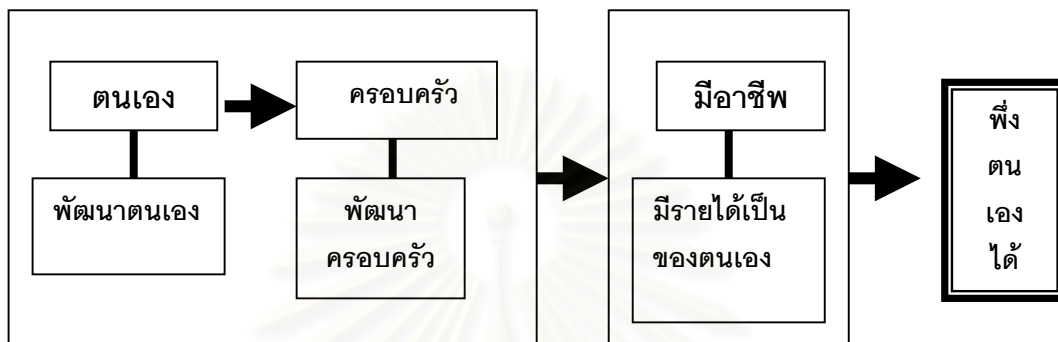 ตนเอง
พัฒนาตนเอง
ครอบครัว
พัฒนา
ครอบครัว
มีอาชีพ
มีรายได้เป็น
ของตนเอง
พึ่ง
ตน
เอง
ได้